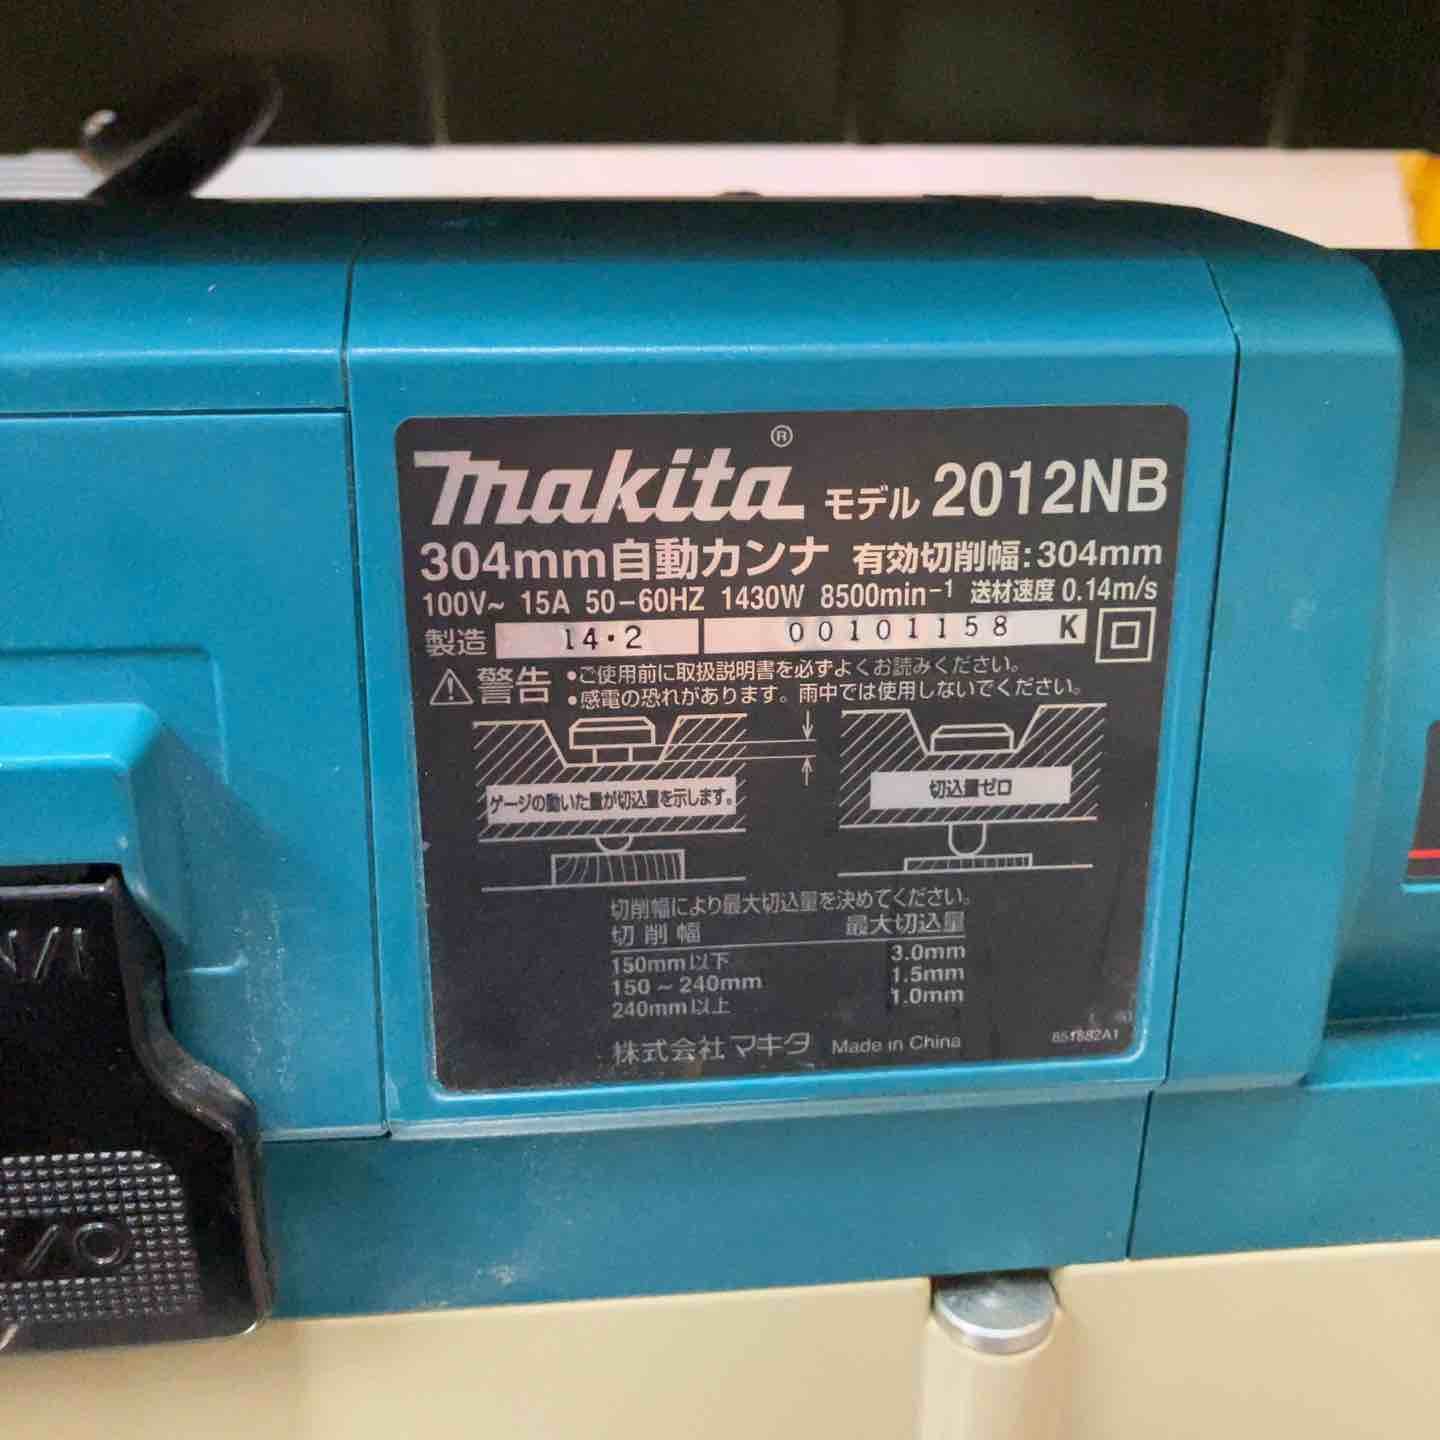 makita® モデル 2012NB
304mm自動カンナ 有効切削幅:304mm
100V~ 15A 50-60HZ 1430W 8500min-1 送材速度 0.14m/s
製造 14・2 00101158 K
警告 •ご使用前に取扱説明書を必ずよくお読みください。
•感電の恐れがあります。雨中では使用しないでください。
ゲージの動いた量が切込量を示します。
切込量ゼロ
切削幅により最大切込量を決めてください。
切削幅 最大切込量
150mm以下 3.0mm
150~240mm 1.5mm
240mm以上 1.0mm
株式会社マキタ Made in China 851882A1
N/I
O/